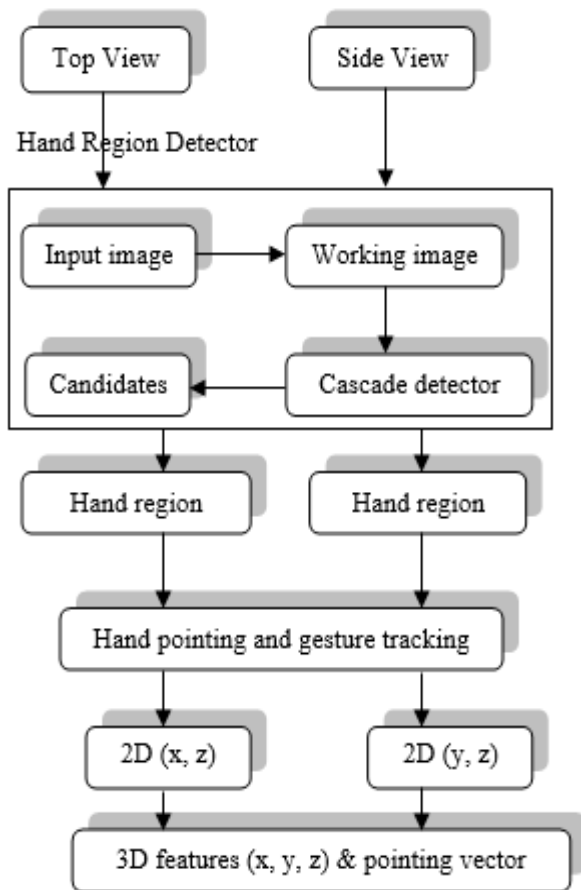 Top View
Side View
Hand Region Detector
Input image
Working image
Candidates
Cascade detector
Hand region
Hand region
Hand pointing and gesture tracking
2D (x, z)
2D (y, z)
3D features (x, y, z) & pointing vector